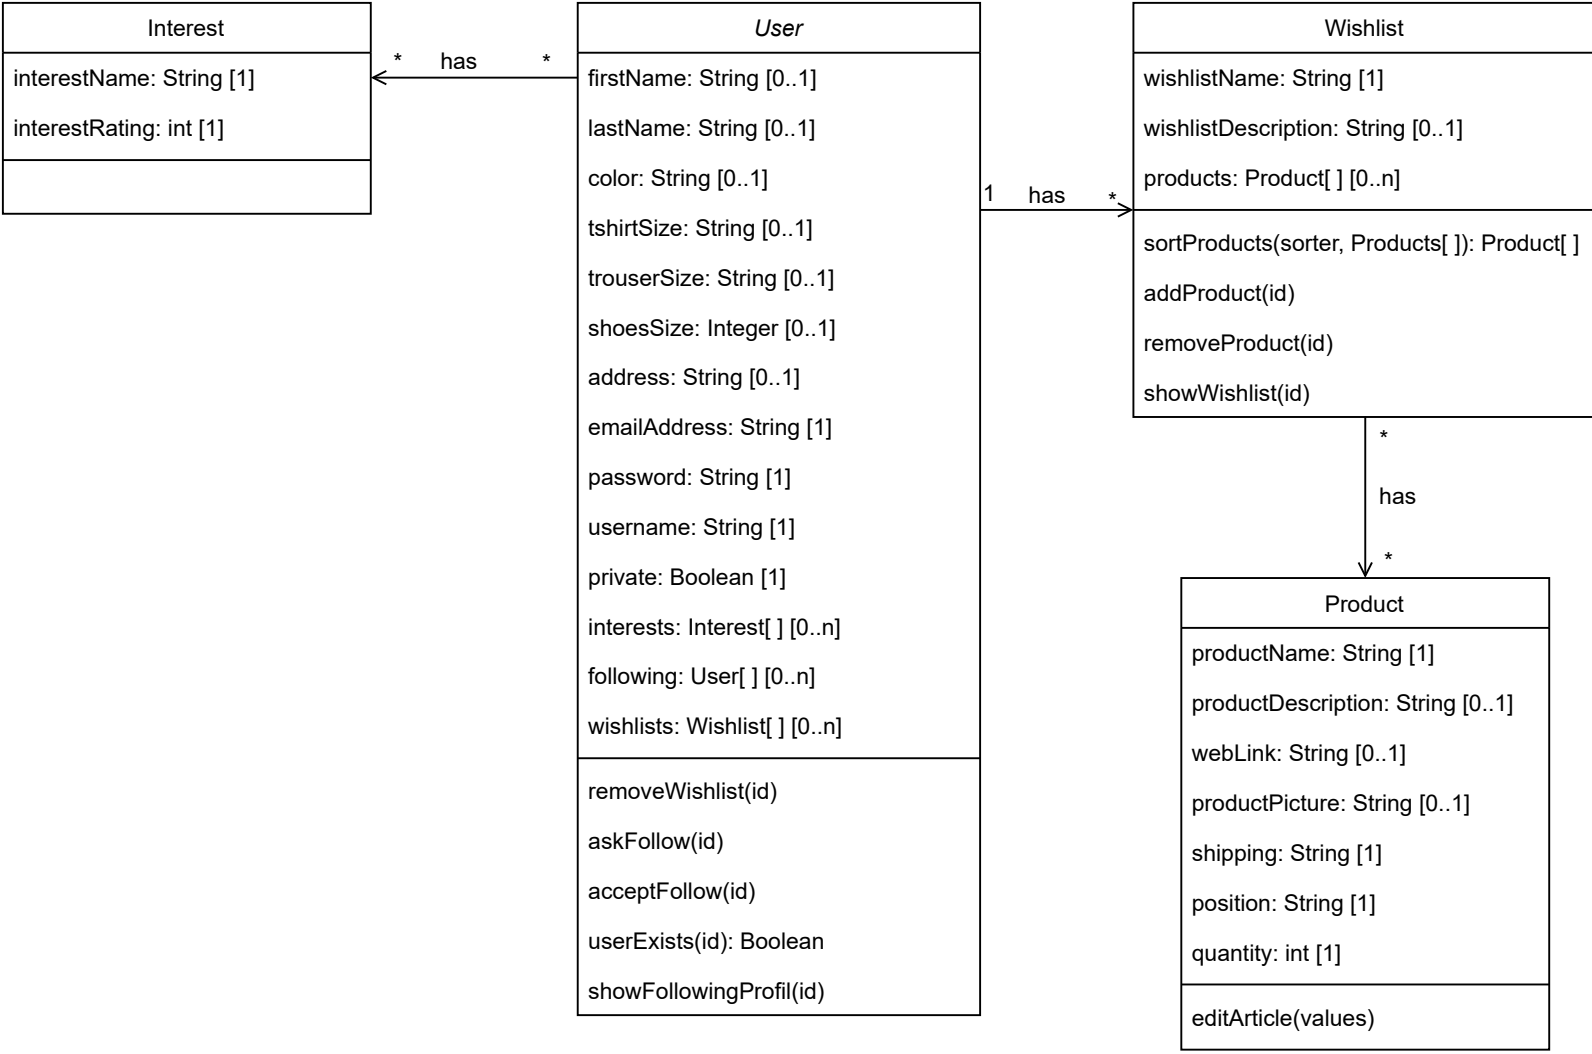 Interest
interestName: String [1]
interestRating: int [1]
* has *
User
firstName: String [0..1]
lastName: String [0..1]
color: String [0..1]
tshirtSize: String [0..1]
trouserSize: String [0..1]
shoesSize: Integer [0..1]
address: String [0..1]
emailAddress: String [1]
password: String [1]
username: String [1]
private: Boolean [1]
interests: Interest[ ] [0..n]
following: User[ ] [0..n]
wishlists: Wishlist[ ] [0..n]
removeWishlist(id)
askFollow(id)
acceptFollow(id)
userExists(id): Boolean
showFollowingProfil(id)
1 has *
Wishlist
wishlistName: String [1]
wishlistDescription: String [0..1]
products: Product[ ] [0..n]
sortProducts(sorter, Products[ ]): Product[ ]
addProduct(id)
removeProduct(id)
showWishlist(id)
*
has
*
Product
productName: String [1]
productDescription: String [0..1]
webLink: String [0..1]
productPicture: String [0..1]
shipping: String [1]
position: String [1]
quantity: int [1]
editArticle(values)